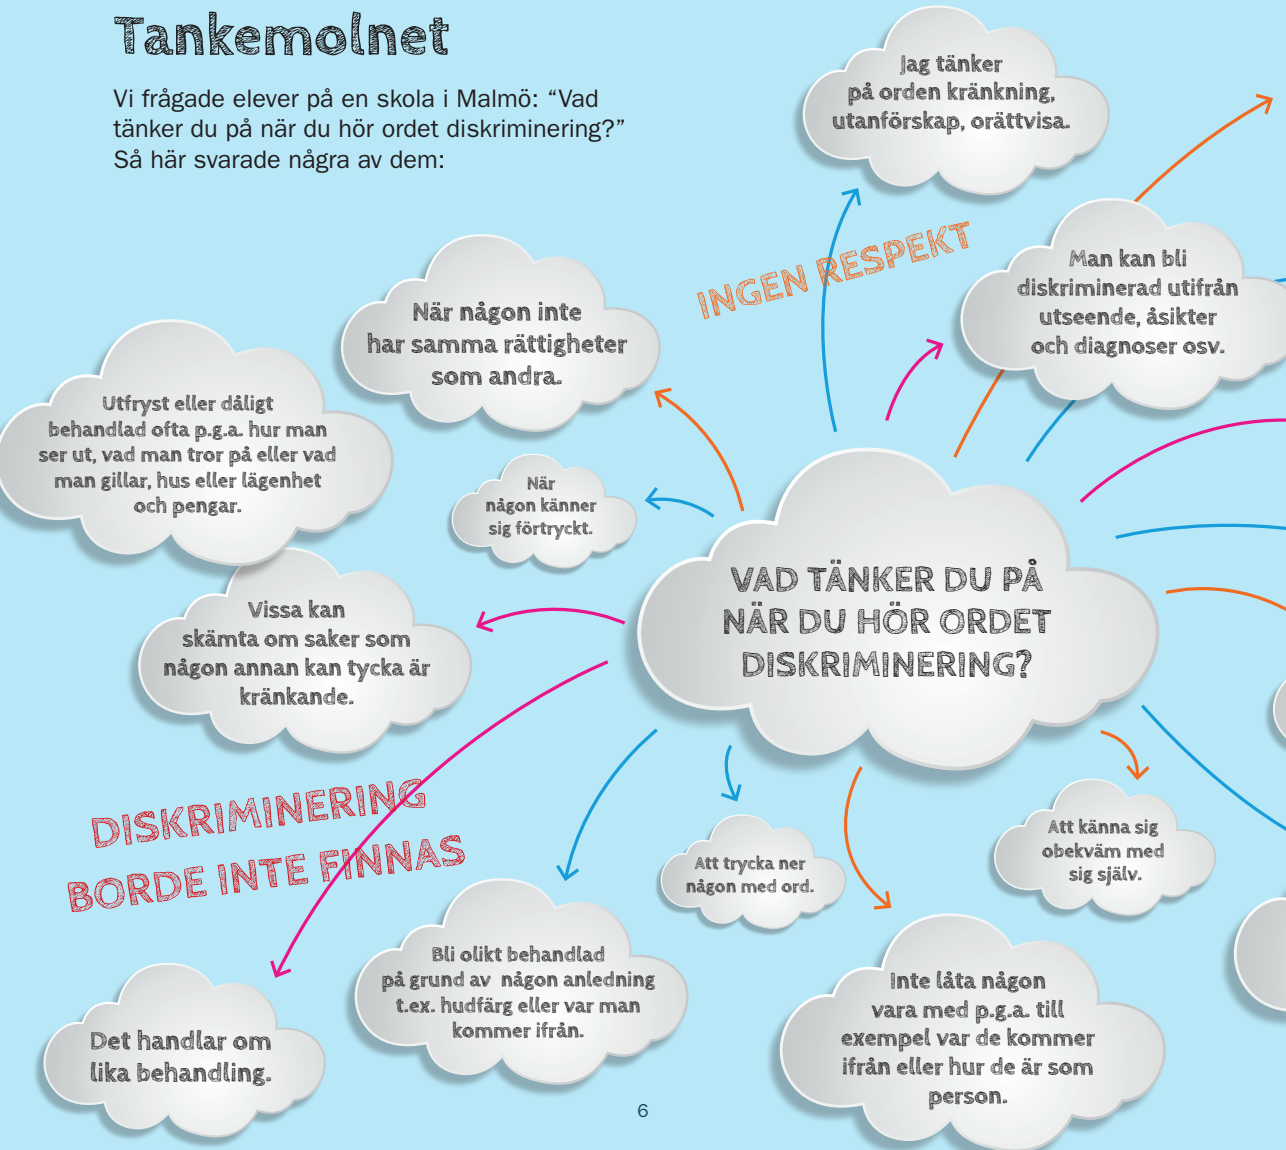 Tankemolnet
Vi frågade elever på en skola i Malmö: “Vad
tänker du på när du hör ordet diskriminering?”
Så här svarade några av dem:
Jag tänker
på orden kränkning,
utanförskap, orättvisa.
INGEN RESPEKT
Man kan bli
diskriminerad utifrån
utseende, åsikter
och diagnoser osv.
När någon inte
har samma rättigheter
som andra.
Utfryst eller dåligt
behandlad ofta p.g.a. hur man
ser ut, vad man tror på eller vad
man gillar, hus eller lägenhet
och pengar.
När
någon känner
sig förtryckt.
VAD TÄNKER DU PÅ
NÄR DU HÖR ORDET
DISKRIMINERING?
Vissa kan
skämta om saker som
någon annan kan tycka är
kränkande.
DISKRIMINERING
BORDE INTE FINNAS
Att trycka ner
någon med ord.
Att känna sig
obekväm med
sig själv.
Bli olikt behandlad
på grund av  någon anledning
t.ex. hudfärg eller var man
kommer ifrån.
Inte låta någon
vara med p.g.a. till
exempel var de kommer
ifrån eller hur de är som
person.
Det handlar om
lika behandling.
6